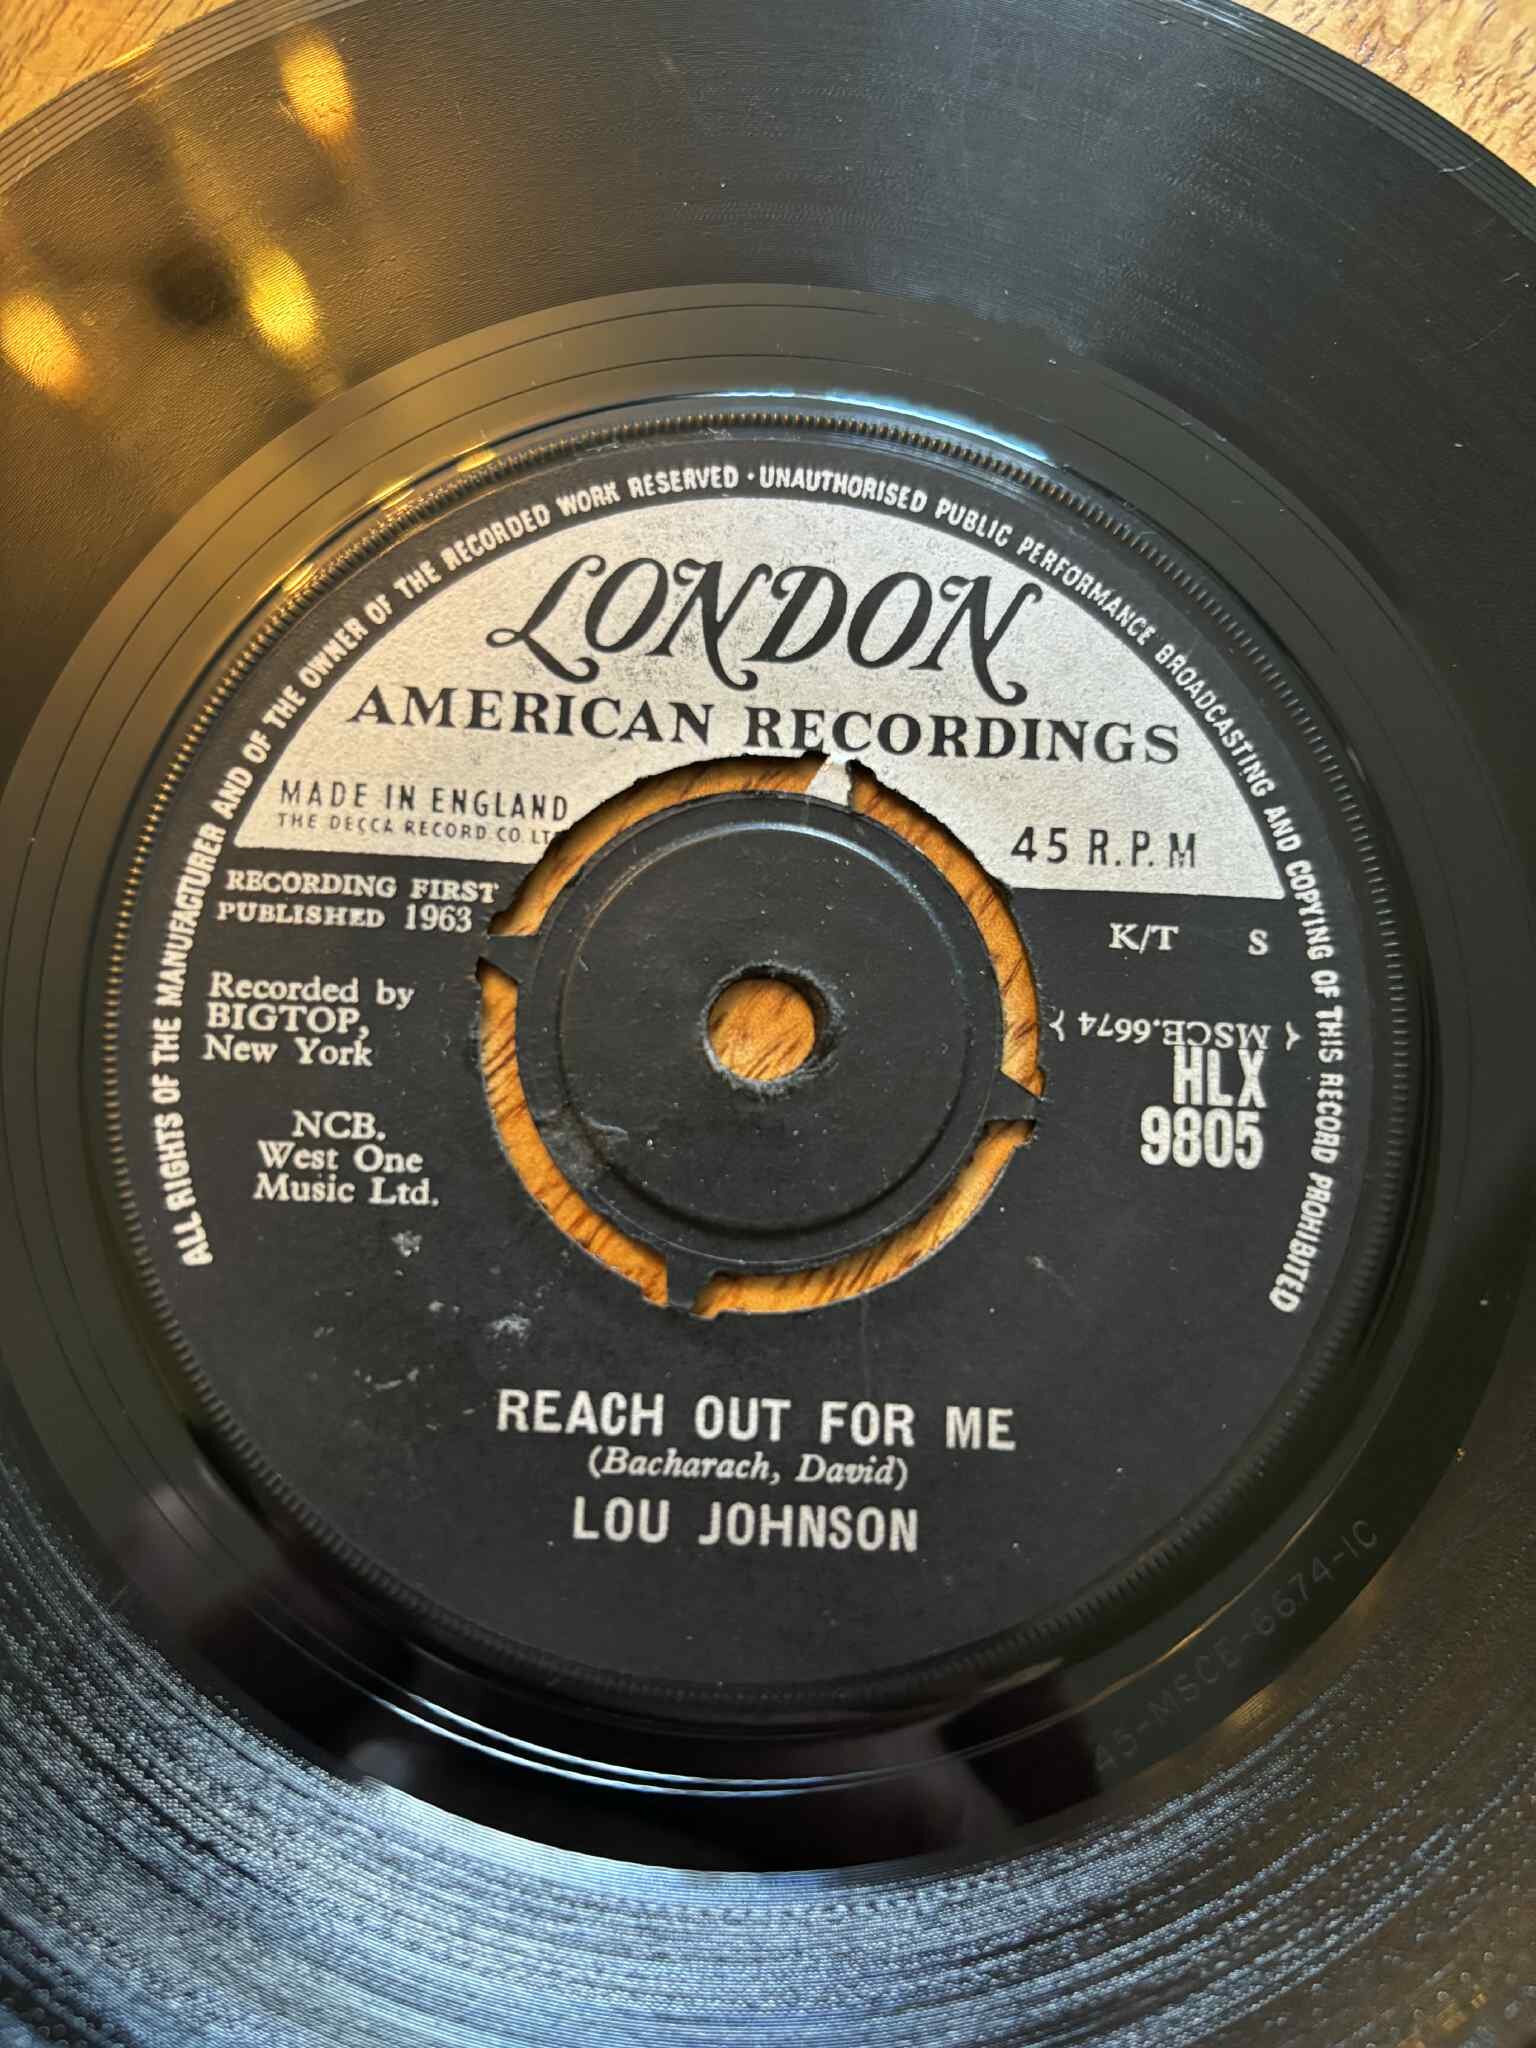 ALL RIGHTS OF THE MANUFACTURER AND OF THE OWNER OF THE RECORDED WORK RESERVED · UNAUTHORISED PUBLIC PERFORMANCE BROADCASTING AND COPYING OF THIS RECORD PROHIBITED
LONDON
AMERICAN RECORDINGS
MADE IN ENGLAND
THE DECCA RECORD CO. LT
45 R.P.M
RECORDING FIRST
PUBLISHED 1963
K/T S
Recorded by
BIGTOP,
New York
MSCE.6674
HLX
9805
NCB.
West One
Music Ltd.
REACH OUT FOR ME
(Bacharach, David)
LOU JOHNSON
45-MSCE-6674-1C